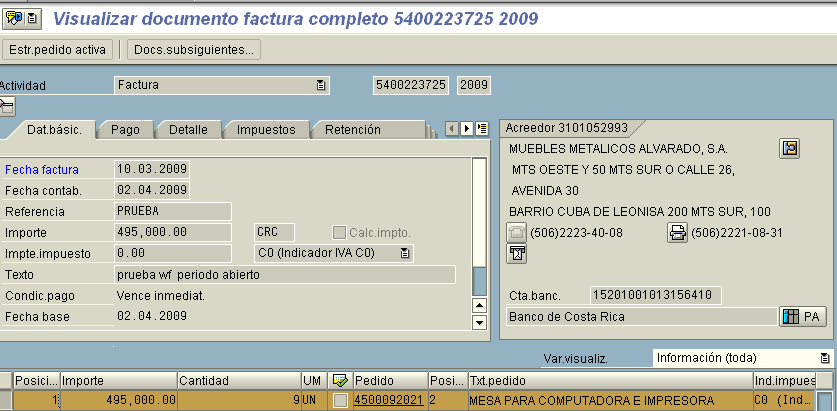 Visualizar documento factura completo 5400223725 2009
Estr.pedido activa Docs.subsiguientes...
Actividad Factura 5400223725 2009
Dat.básic. Pago Detalle Impuestos Retención
Fecha factura 10.03.2009
Fecha contab. 02.04.2009
Referencia PRUEBA
Importe 495,000.00 CRC Calc.impto.
Impte.impuesto 0.00 C0 (Indicador IVA C0)
Texto prueba wf periodo abierto
Condic.pago Vence inmediat.
Fecha base 02.04.2009
Acreedor 3101052993
MUEBLES METALICOS ALVARADO, S.A.
MTS OESTE Y 50 MTS SUR O CALLE 26,
AVENIDA 30
BARRIO CUBA DE LEONISA 200 MTS SUR, 100
(506)2223-40-08 (506)2221-08-31
Cta.banc. 15201001013156410
Banco de Costa Rica PA
Var.visualiz. Información (toda)
Posici... Importe Cantidad UM Pedido Posi... Txt.pedido Ind.impues
1 495,000.00 9 UN 4500092021 2 MESA PARA COMPUTADORA E IMPRESORA C0 (Ind...